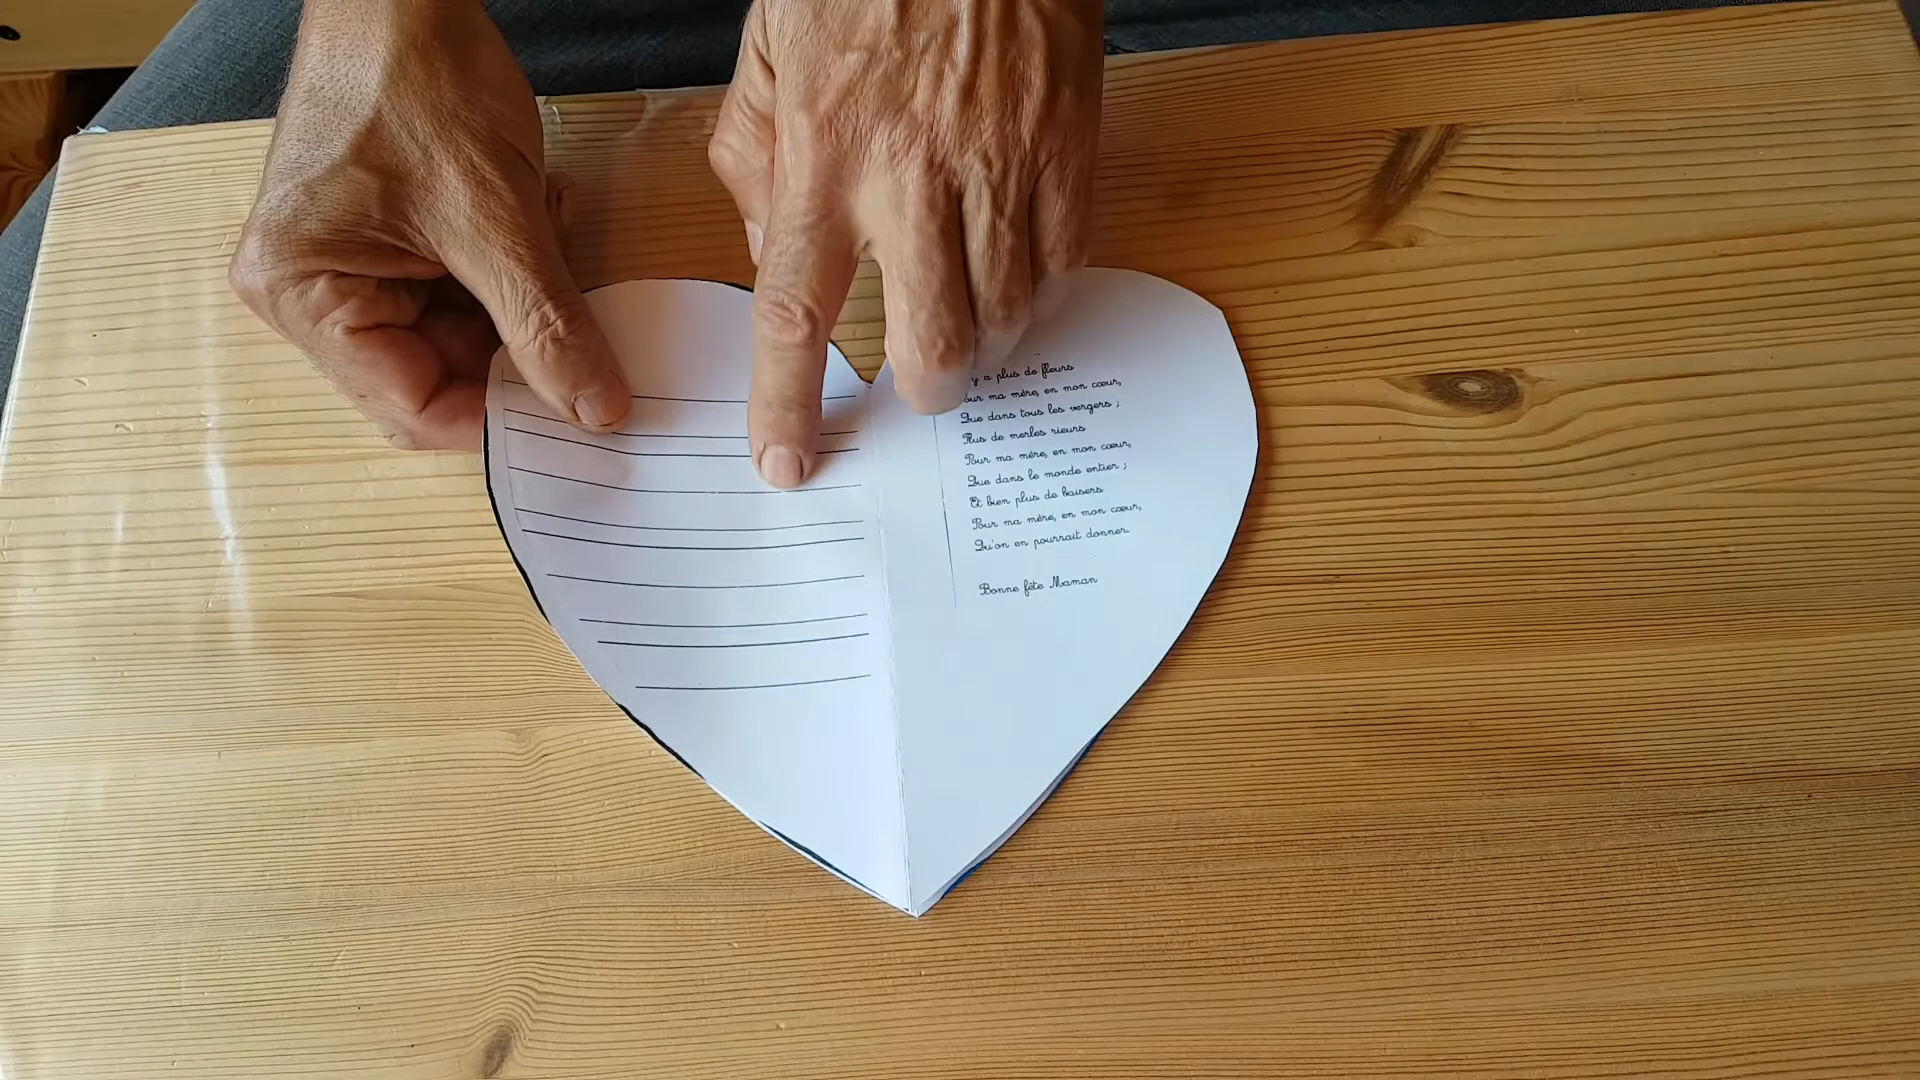 y a plus de fleurs
ma mère, en mon cœur,
Que dans tous les vergers ;
Plus de merles rieurs
Pour ma mère, en mon cœur,
Que dans le monde entier ;
Et bien plus de baisers
Pour ma mère, en mon cœur,
Qu'on en pourrait donner.
Bonne fête Maman